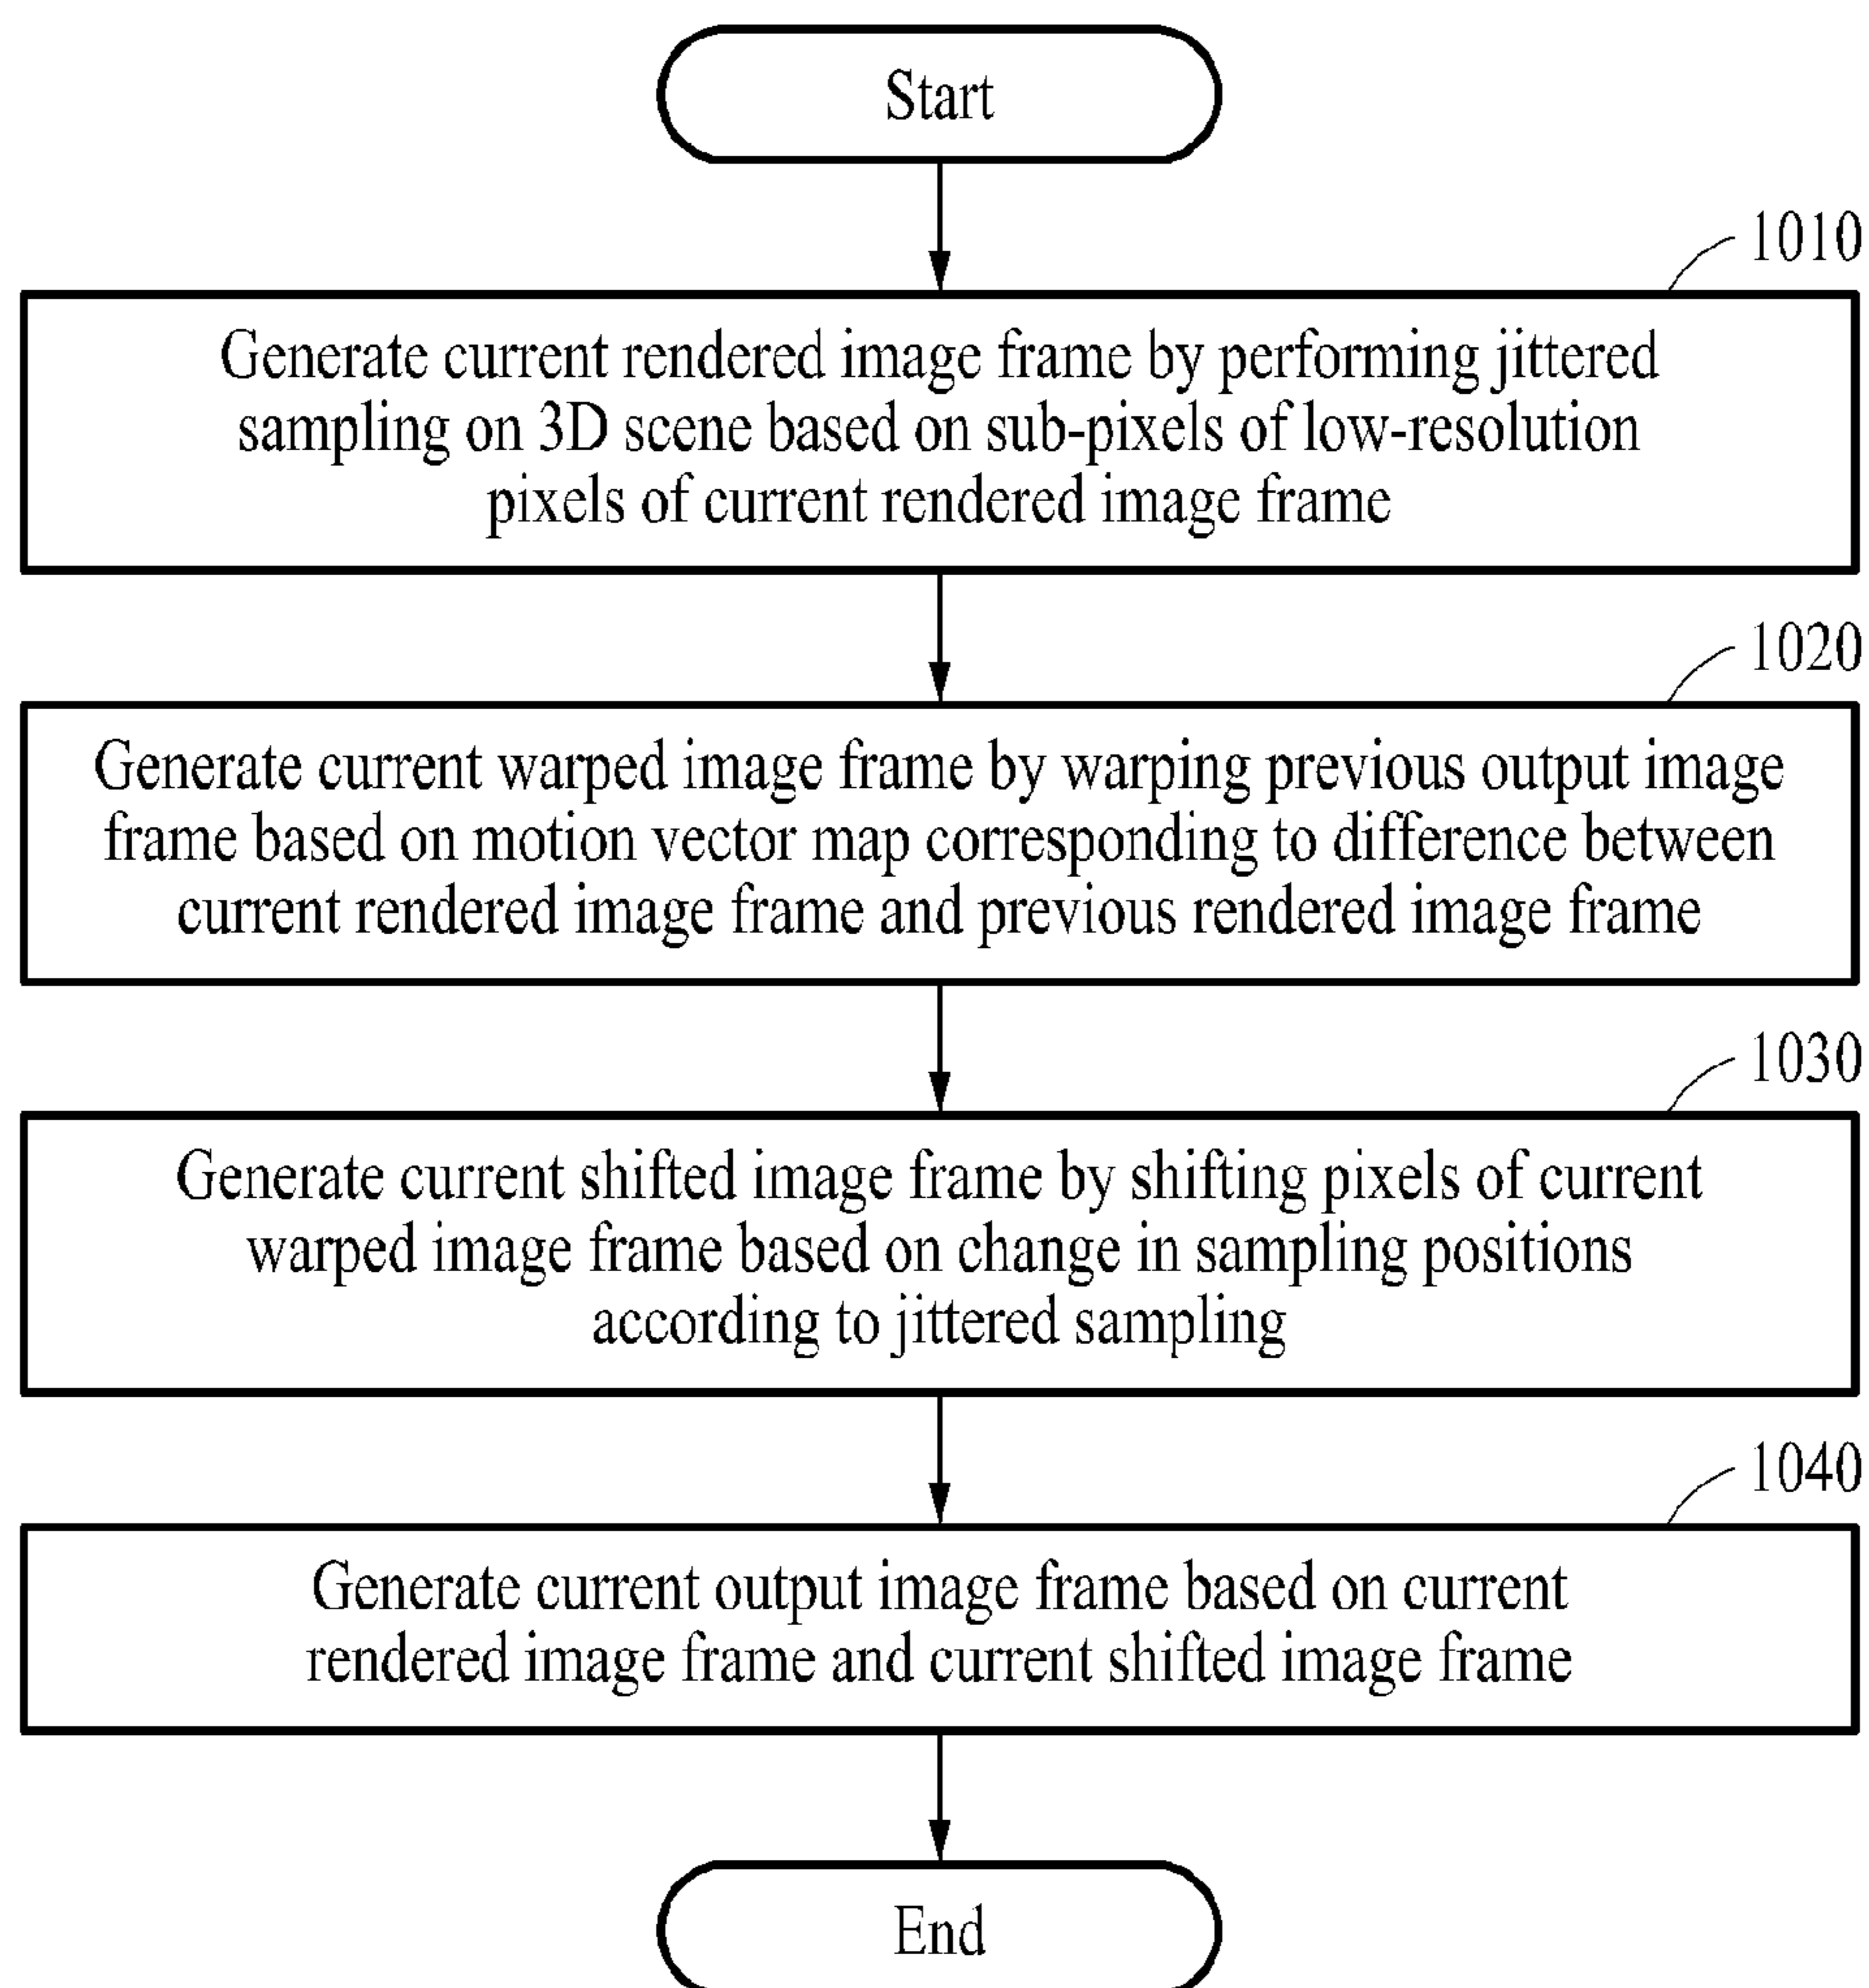 Start
1010
Generate current rendered image frame by performing jittered
sampling on 3D scene based on sub-pixels of low-resolution
pixels of current rendered image frame
1020
Generate current warped image frame by warping previous output image
frame based on motion vector map corresponding to difference between
current rendered image frame and previous rendered image frame
1030
Generate current shifted image frame by shifting pixels of current
warped image frame based on change in sampling positions
according to jittered sampling
1040
Generate current output image frame based on current
rendered image frame and current shifted image frame
End